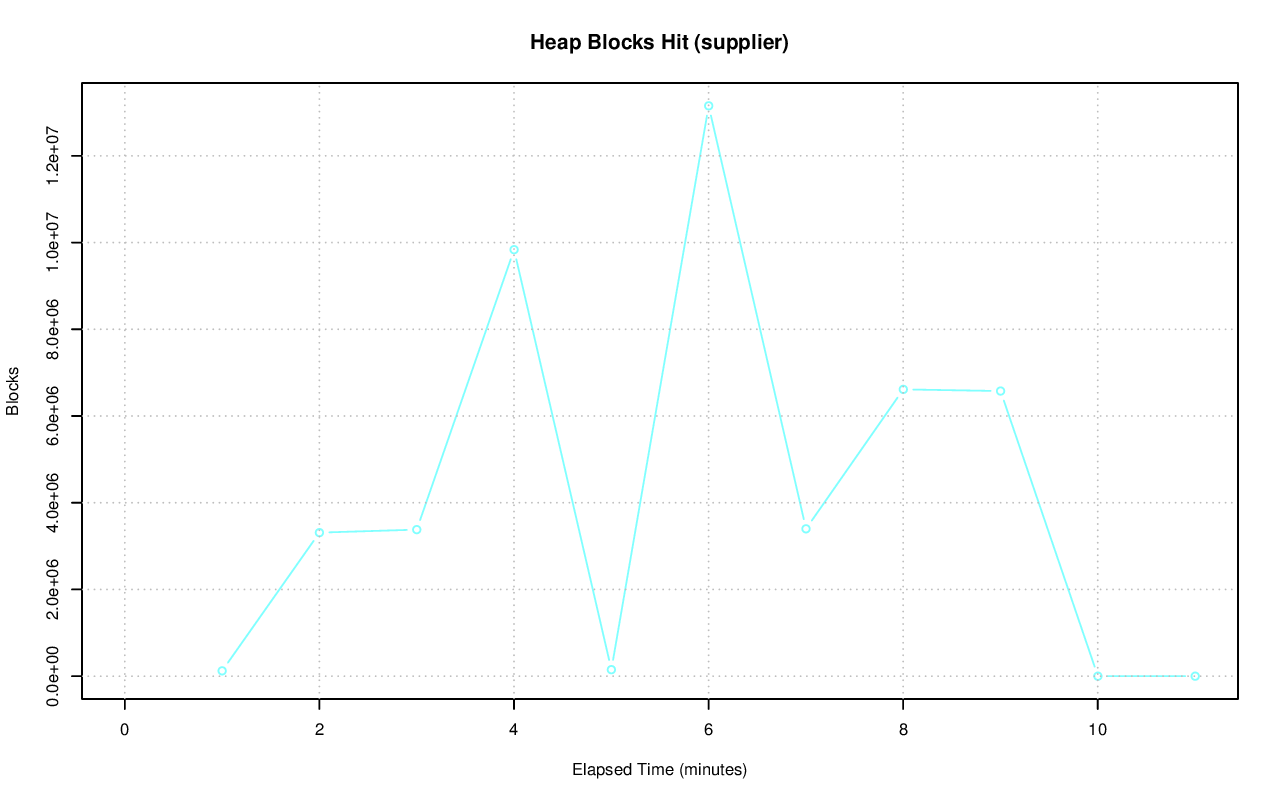 Heap Blocks Hit (supplier)
1.2e+07
1.0e+07
8.0e+06
6.0e+06
4.0e+06
2.0e+06
0.0e+00
Blocks
0 2 4 6 8 10
Elapsed Time (minutes)